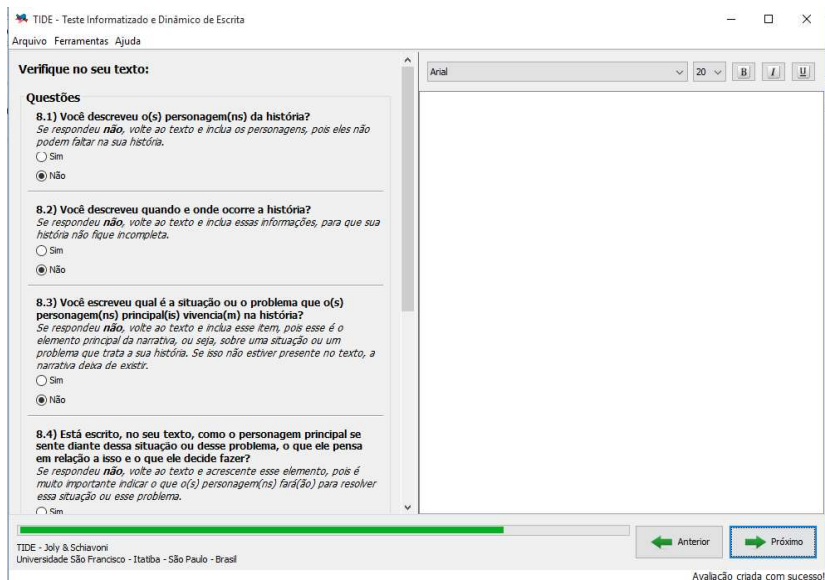 TIDE - Teste Informatizado e Dinâmico de Escrita
Arquivo Ferramentas Ajuda
Verifique no seu texto:
Questões
8.1) Você descreveu o(s) personagem(ns) da história?
Se respondeu não, volte ao texto e inclua os personagens, pois eles não
podem faltar na sua história.
Sim
Não
8.2) Você descreveu quando e onde ocorre a história?
Se respondeu não, volte ao texto e inclua essas informações, para que sua
história não fique incompleta.
Sim
Não
8.3) Você escreveu qual é a situação ou o problema que o(s)
personagem(ns) principal(is) vivencia(m) na história?
Se respondeu não, volte ao texto e inclua esse item, pois esse é o
elemento principal da narrativa, ou seja, sobre uma situação ou um
problema que trata a sua história. Se isso não estiver presente no texto, a
narrativa deixa de existir.
Sim
Não
8.4) Está escrito, no seu texto, como o personagem principal se
sente diante dessa situação ou desse problema, o que ele pensa
em relação a isso e o que ele decide fazer?
Se respondeu não, volte ao texto e acrescente esse elemento, pois é
muito importante indicar o que o(s) personagem(ns) fará(ão) para resolver
essa situação ou esse problema.
Sim
Arial 20 B I U
Anterior Próximo
TIDE - Joly & Schiavoni
Universidade São Francisco - Itatiba - São Paulo - Brasil
Avaliação criada com sucesso!